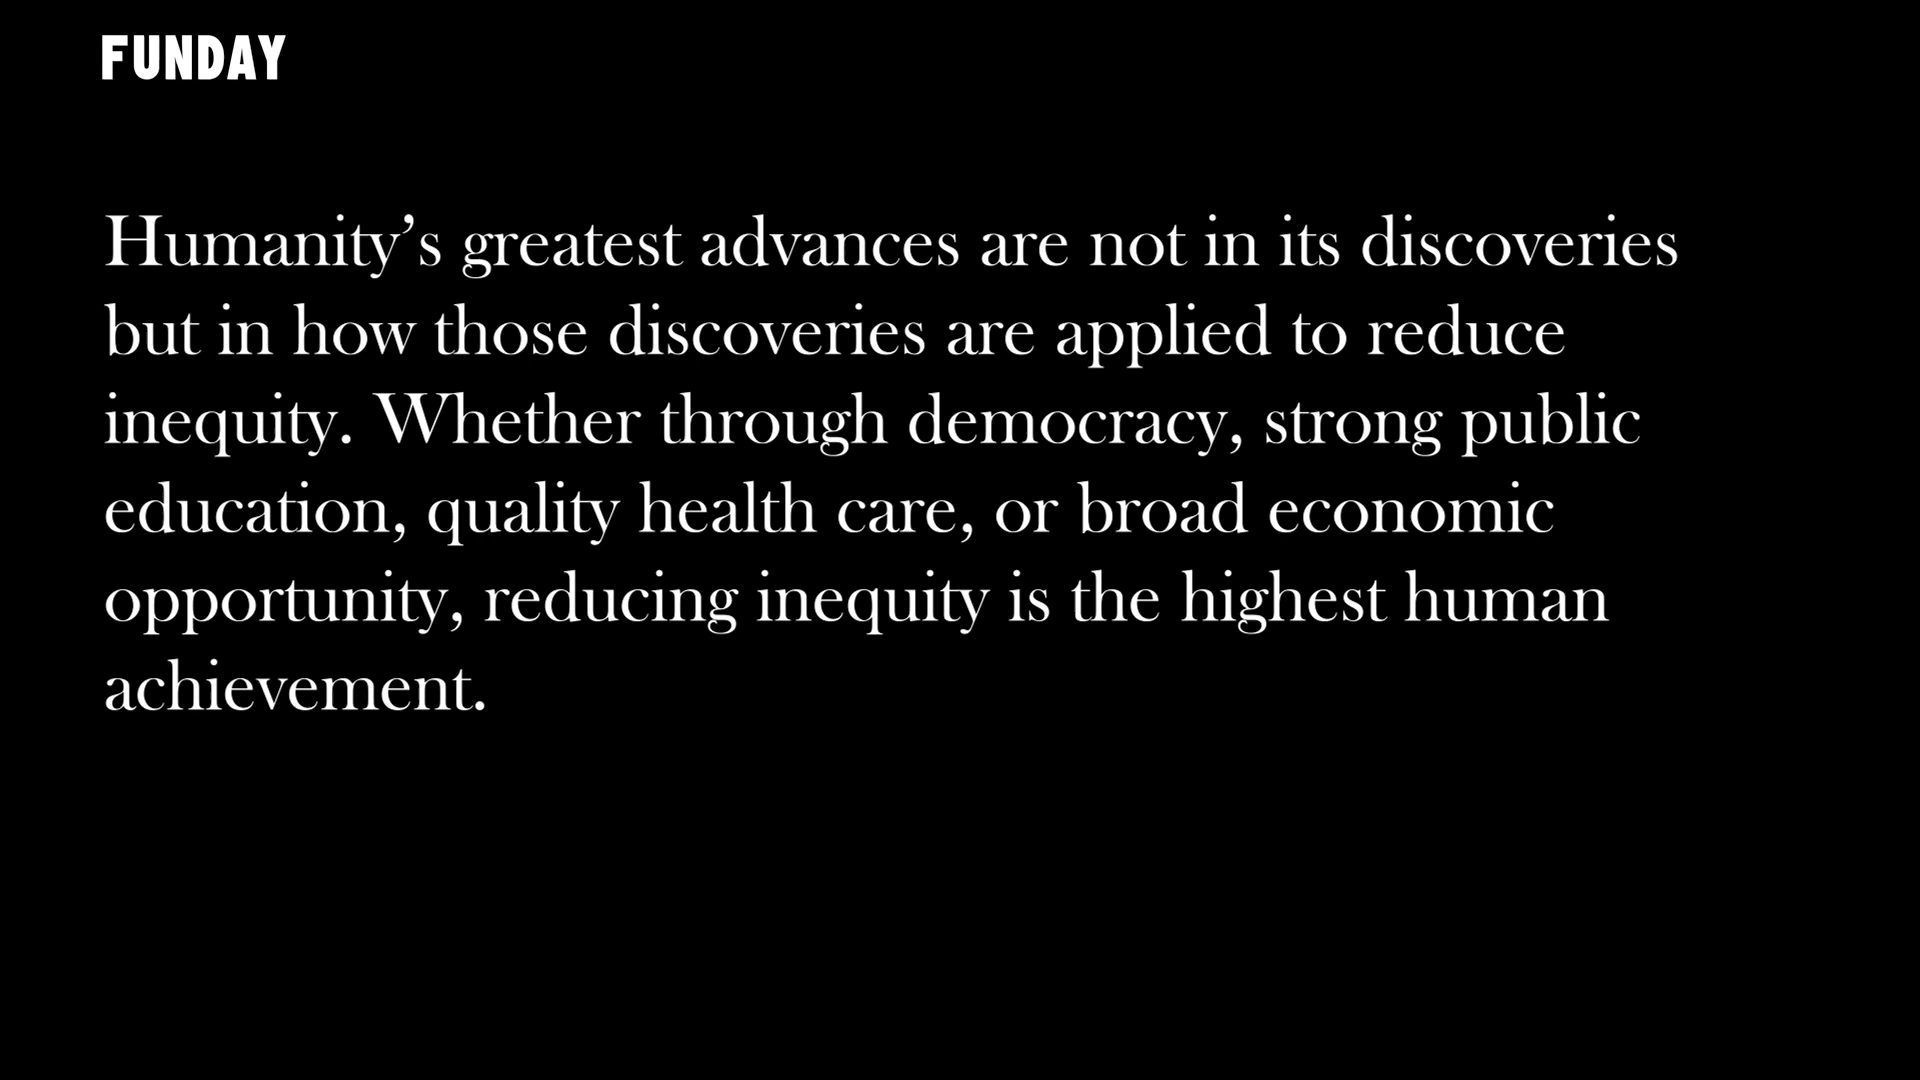 FUNDAY
Humanity’s greatest advances are not in its discoveries
but in how those discoveries are applied to reduce
inequity. Whether through democracy, strong public
education, quality health care, or broad economic
opportunity, reducing inequity is the highest human
achievement.